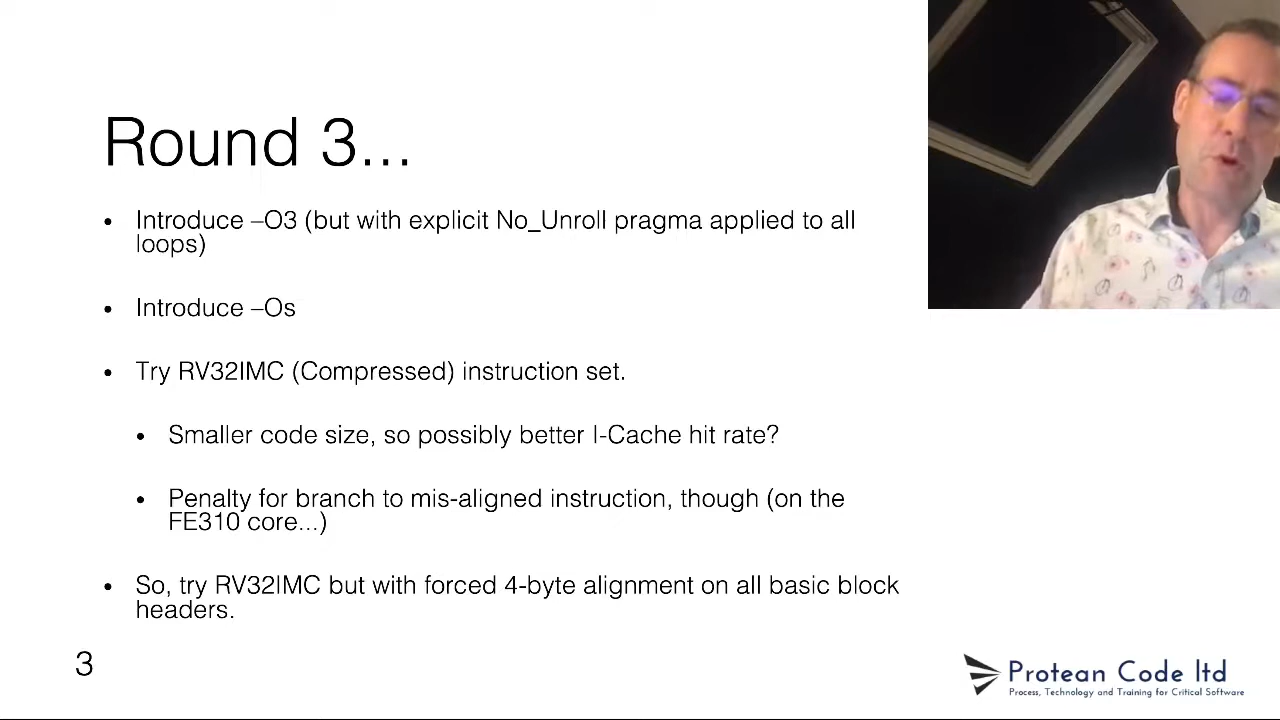 Round 3...
• Introduce –O3 (but with explicit No_Unroll pragma applied to all
loops)
• Introduce –Os
• Try RV32IMC (Compressed) instruction set.
• Smaller code size, so possibly better I-Cache hit rate?
• Penalty for branch to mis-aligned instruction, though (on the
FE310 core...)
• So, try RV32IMC but with forced 4-byte alignment on all basic block
headers.
3
Protean Code ltd
Process, Technology and Training for Critical Software